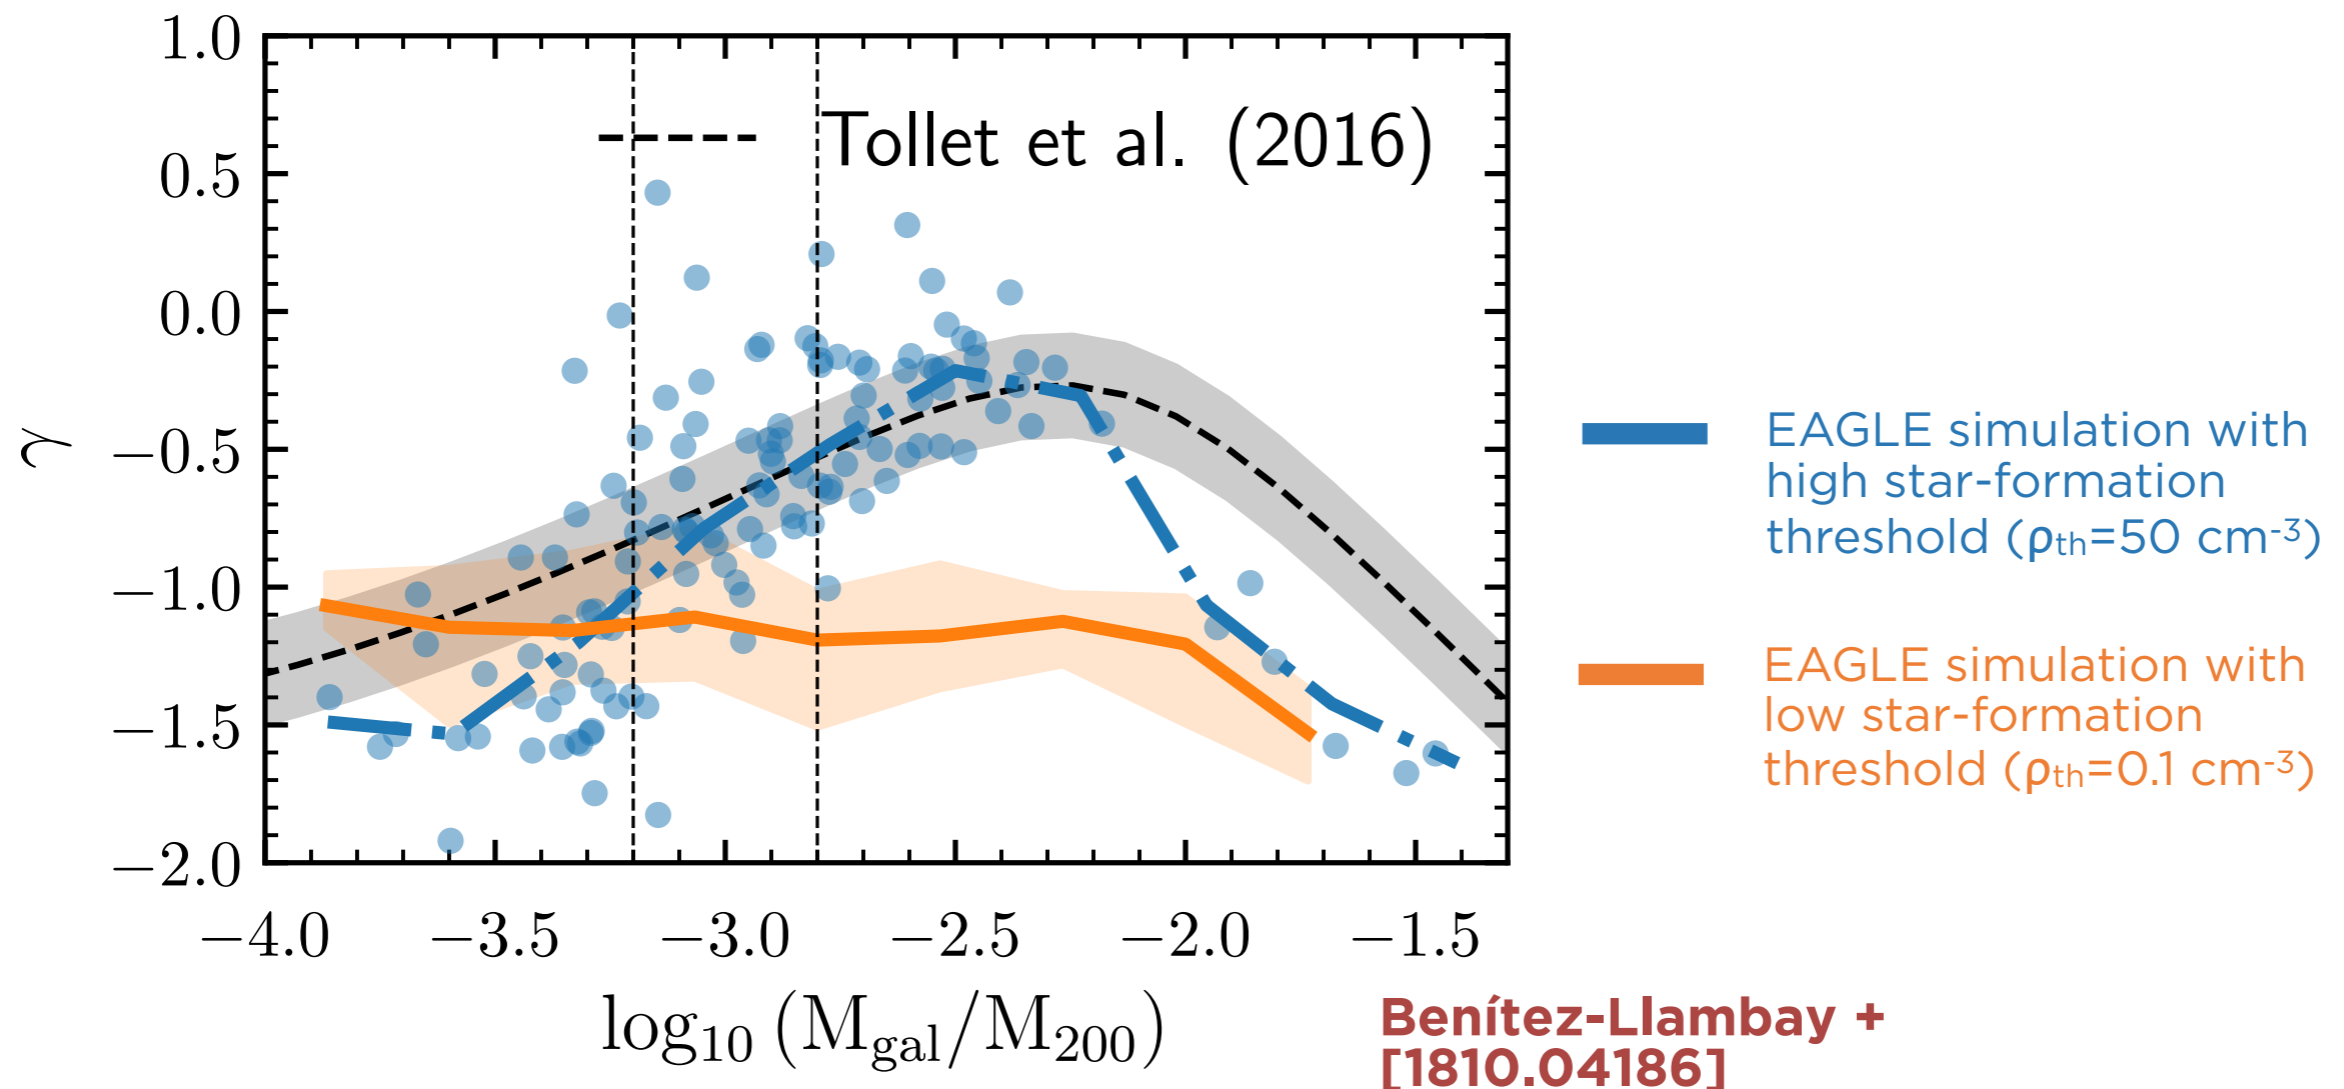 1.0
0.5
0.0
−0.5
−1.0
−1.5
−2.0
γ
Tollet et al. (2016)
−4.0 −3.5 −3.0 −2.5 −2.0 −1.5
log₁₀ (M_gal/M₂₀₀)
EAGLE simulation with
high star-formation
threshold (ρth=50 cm⁻³)
EAGLE simulation with
low star-formation
threshold (ρth=0.1 cm⁻³)
Benítez-Llambay +
[1810.04186]